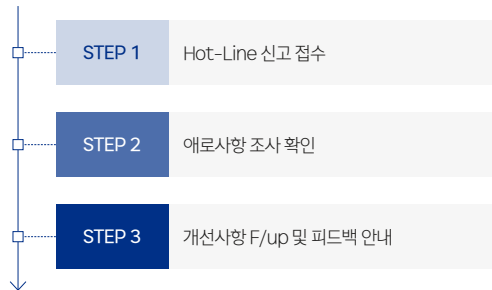 STEP 1
Hot-Line 신고 접수
STEP 2
애로사항 조사 확인
STEP 3
개선사항 F/up 및 피드백 안내